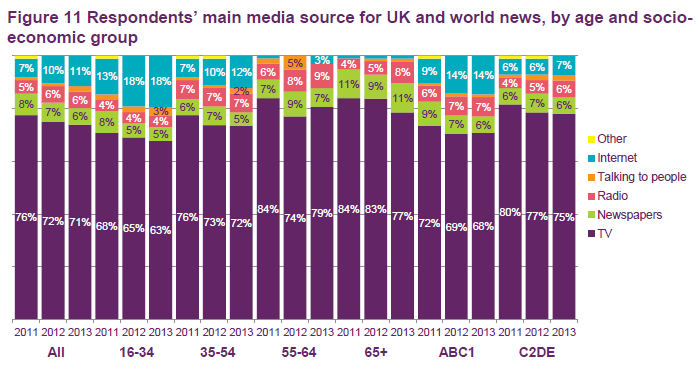 Figure 11 Respondents' main media source for UK and world news, by age and socio-
economic group
7% 10% 11% 13% 18% 18% 7% 10% 12% 3% 9% 14% 14% 6% 6% 7%
3% 2% 5%
5% 6% 6% 4% 4% 4% 7% 7% 7% 6% 8% 9% 4% 5% 8% 6% 7% 7% 4% 5% 6%
8% 7% 6% 8% 5% 5% 6% 7% 5% 7% 9% 7% 11% 9% 11% 9% 7% 6% 6% 7% 6%
76% 72% 71% 68% 65% 63% 76% 73% 72% 84% 74% 79% 84% 83% 77% 72% 69% 68% 80% 77% 75%
Other
Internet
Talking to people
Radio
Newspapers
TV
2011 2012 2013 2011 2012 2013 2011 2012 2013 2011 2012 2013 2011 2012 2013 2011 2012 2013 2011 2012 2013
All 16-34 35-54 55-64 65+ ABC1 C2DE